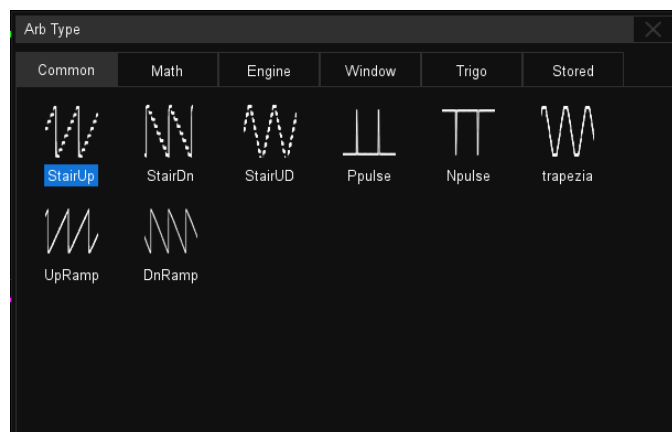 Arb Type
Common Math Engine Window Trigo Stored
StairUp StairDn StairUD Ppulse Npulse trapezia
UpRamp DnRamp